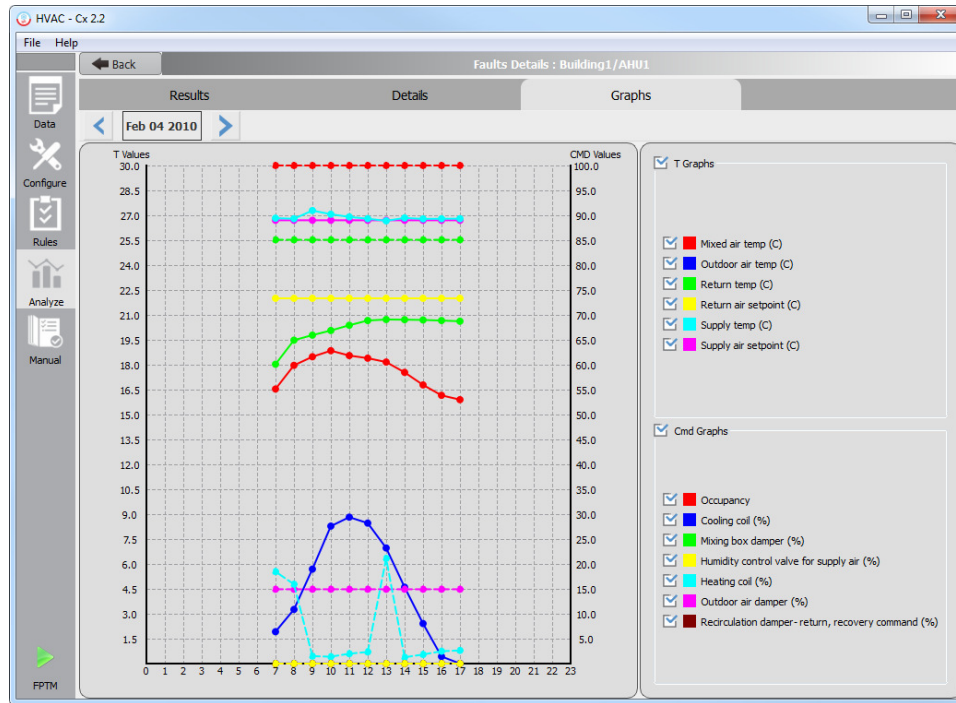 HVAC - Cx 2.2
File Help
Back
Faults Details : Building1/AHU1
Results Details Graphs
Data
Configure
Rules
Analyze
Manual
FPTM
Feb 04 2010
T Values CMD Values
30.0 100.0
28.5 95.0
27.0 90.0
25.5 85.0
24.0 80.0
22.5 75.0
21.0 70.0
19.5 65.0
18.0 60.0
16.5 55.0
15.0 50.0
13.5 45.0
12.0 40.0
10.5 35.0
9.0 30.0
7.5 25.0
6.0 20.0
4.5 15.0
3.0 10.0
1.5 5.0
0 1 2 3 4 5 6 7 8 9 10 11 12 13 14 15 16 17 18 19 20 21 22 23
T Graphs
Mixed air temp (C)
Outdoor air temp (C)
Return temp (C)
Return air setpoint (C)
Supply temp (C)
Supply air setpoint (C)
Cmd Graphs
Occupancy
Cooling coil (%)
Mixing box damper (%)
Humidity control valve for supply air (%)
Heating coil (%)
Outdoor air damper (%)
Recirculation damper- return, recovery command (%)